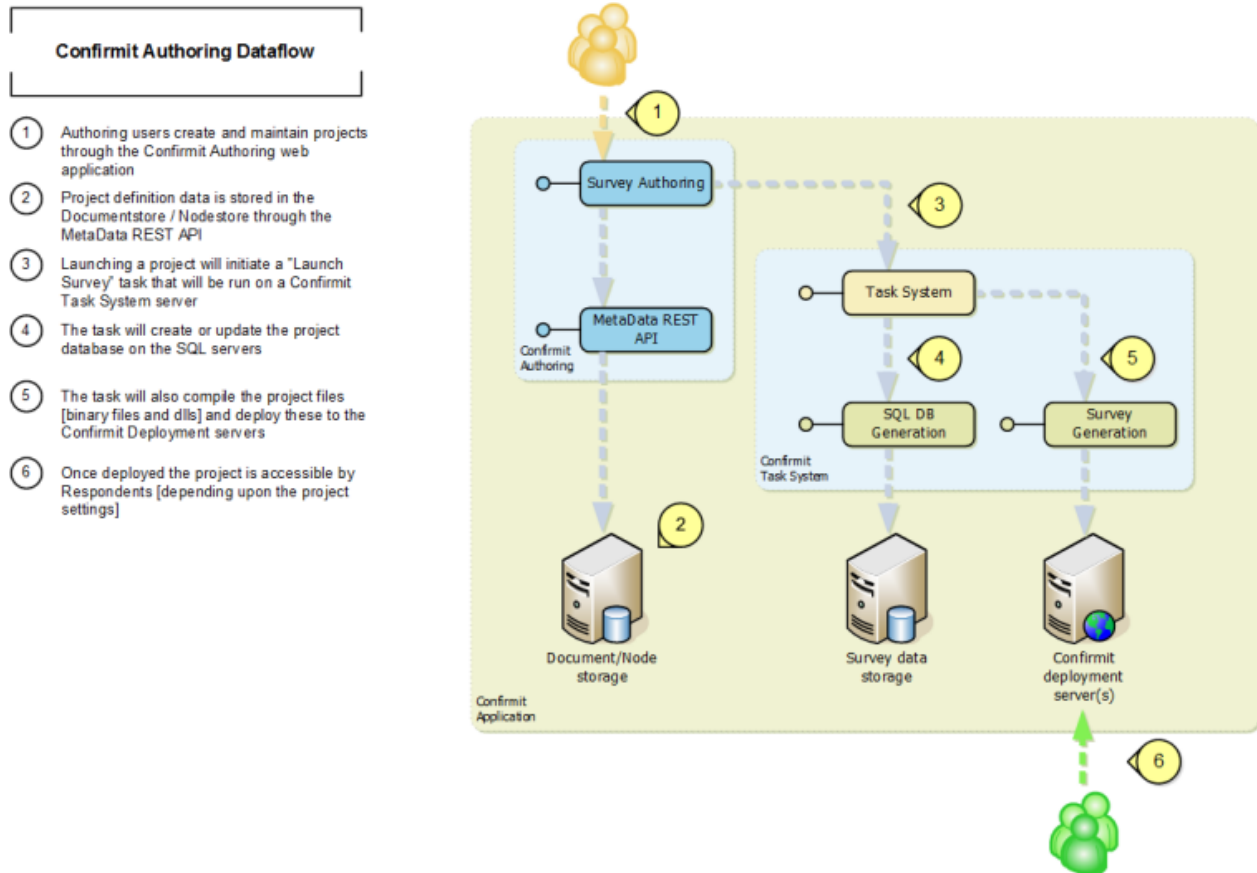 Confirmit Authoring Dataflow
1
Authoring users create and maintain projects
through the Confirmit Authoring web
application
2
Project definition data is stored in the
Documentstore / Nodestore through the
MetaData REST API
3
Launching a project will initiate a "Launch
Survey" task that will be run on a Confirmit
Task System server
4
The task will create or update the project
database on the SQL servers
5
The task will also compile the project files
[binary files and dlls] and deploy these to the
Confirmit Deployment servers
6
Once deployed the project is accessible by
Respondents [depending upon the project
settings]
1
Survey Authoring
3
Task System
MetaData REST
API
Confirmit
Authoring
4
5
SQL DB
Generation
Survey
Generation
Confirmit
Task System
2
Document/Node
storage
Survey data
storage
Confirmit
deployment
server(s)
Confirmit
Application
6